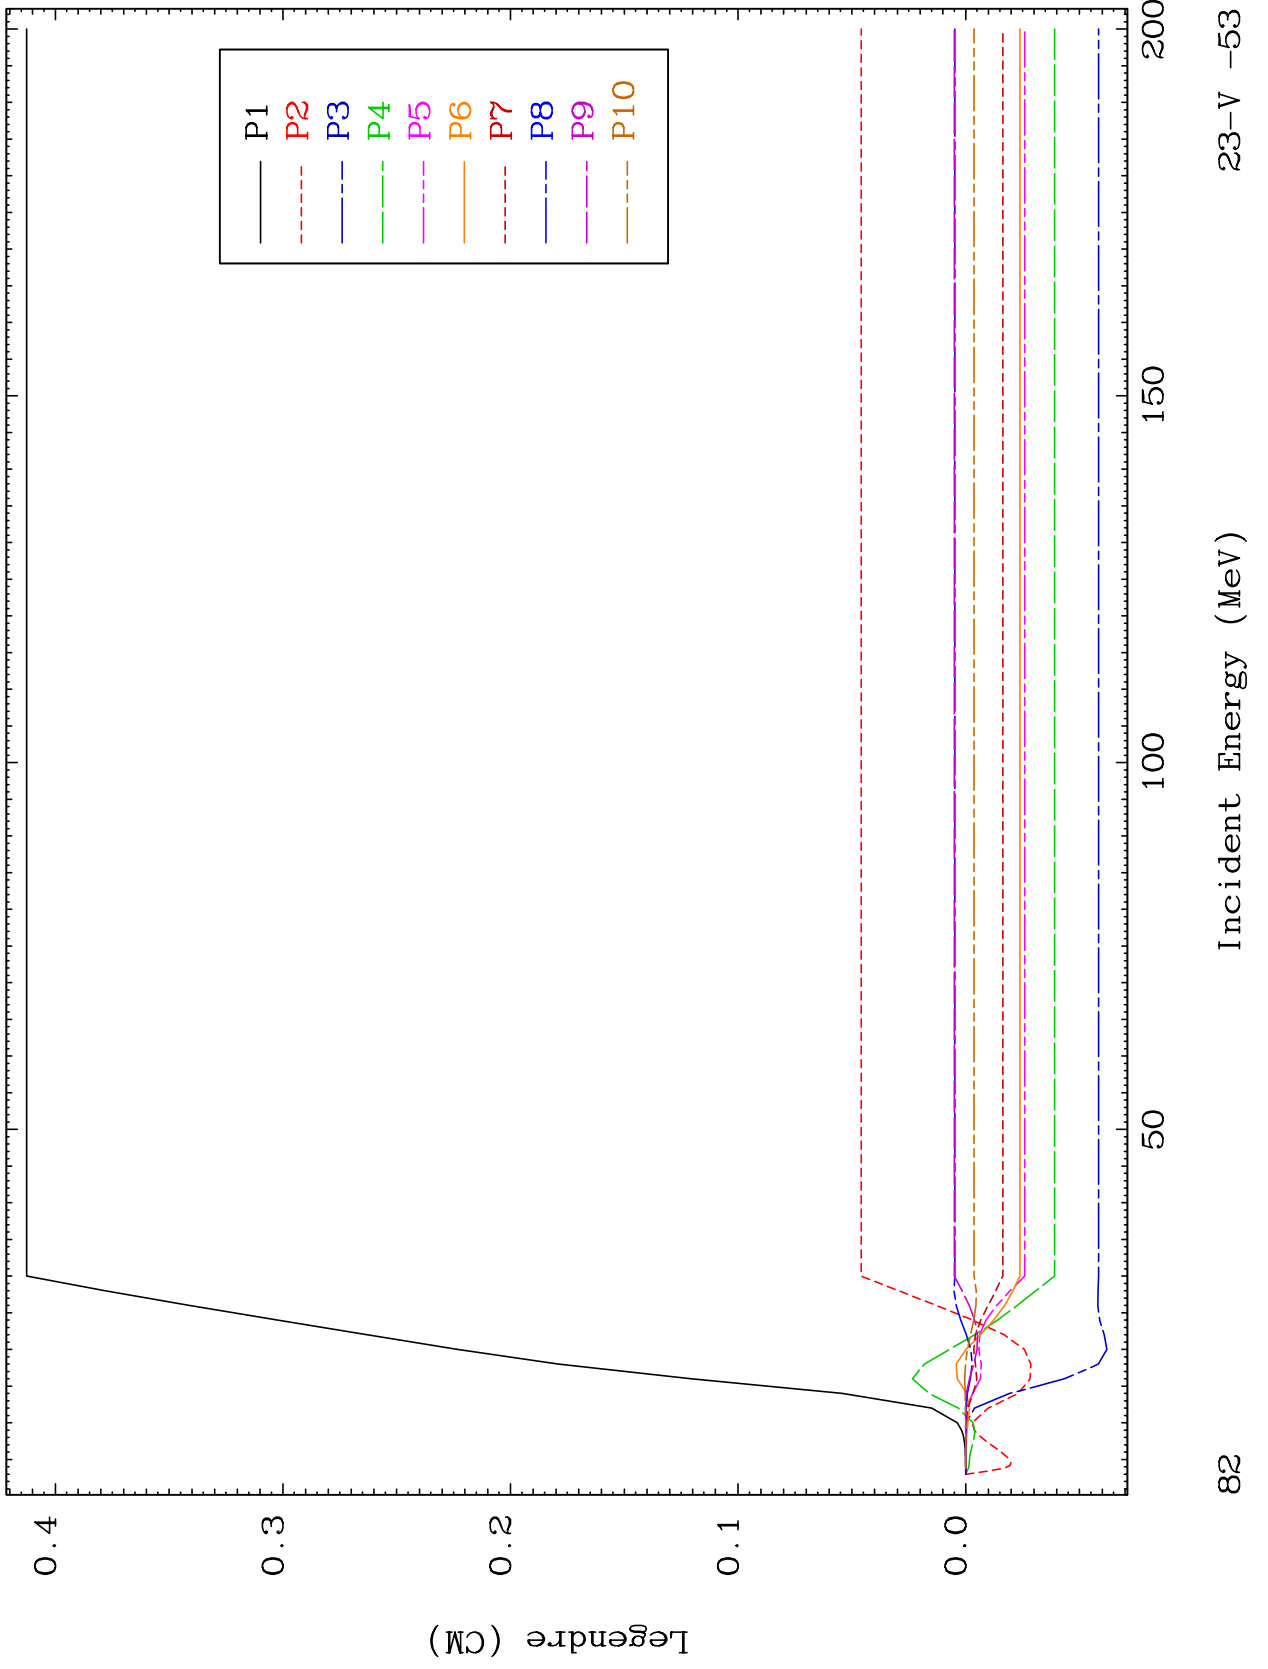 P1
P2
P3
P4
P5
P6
P7
P8
P9
P10
0.4
0.3
0.2
0.1
0.0
Legendre (CM)
50
100
150
200
82
Incident Energy (MeV)
23-V -53